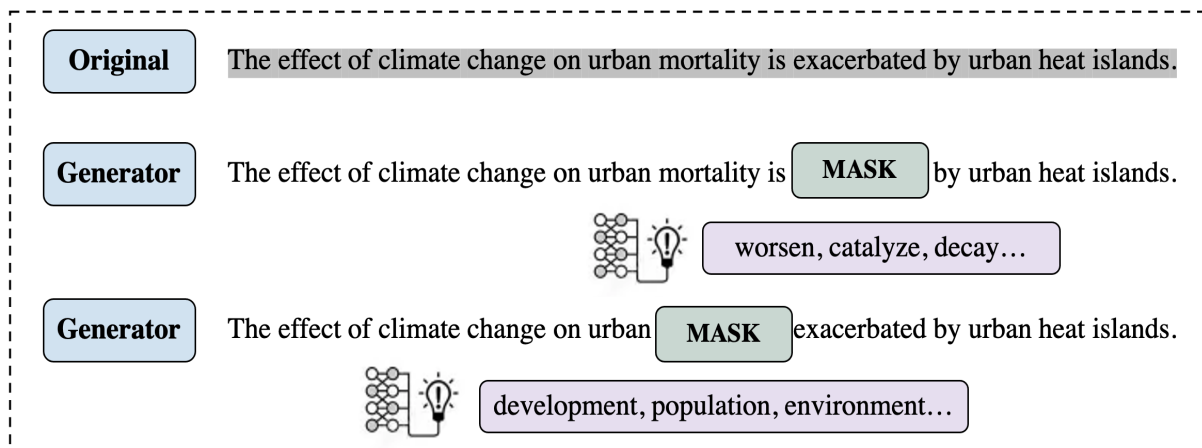 Original The effect of climate change on urban mortality is exacerbated by urban heat islands.
Generator The effect of climate change on urban mortality is MASK by urban heat islands.
worsen, catalyze, decay…
Generator The effect of climate change on urban MASK exacerbated by urban heat islands.
development, population, environment…